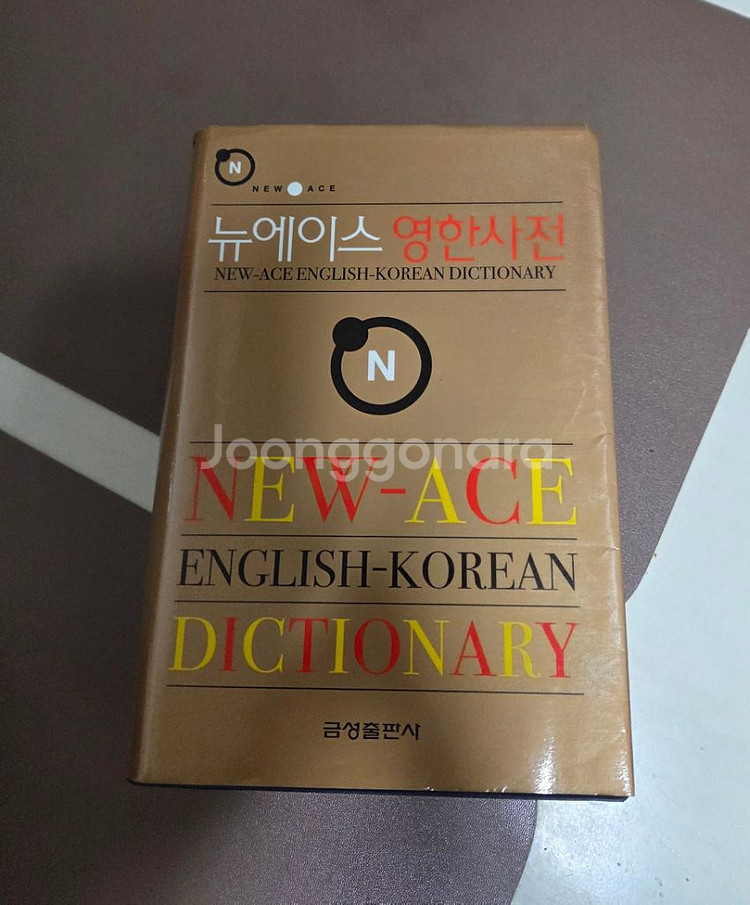 N
NEW ACE
뉴에이스 영한사전
NEW-ACE ENGLISH-KOREAN DICTIONARY
N
Joonggonara
NEW-ACE
ENGLISH-KOREAN
DICTIONARY
금성출판사